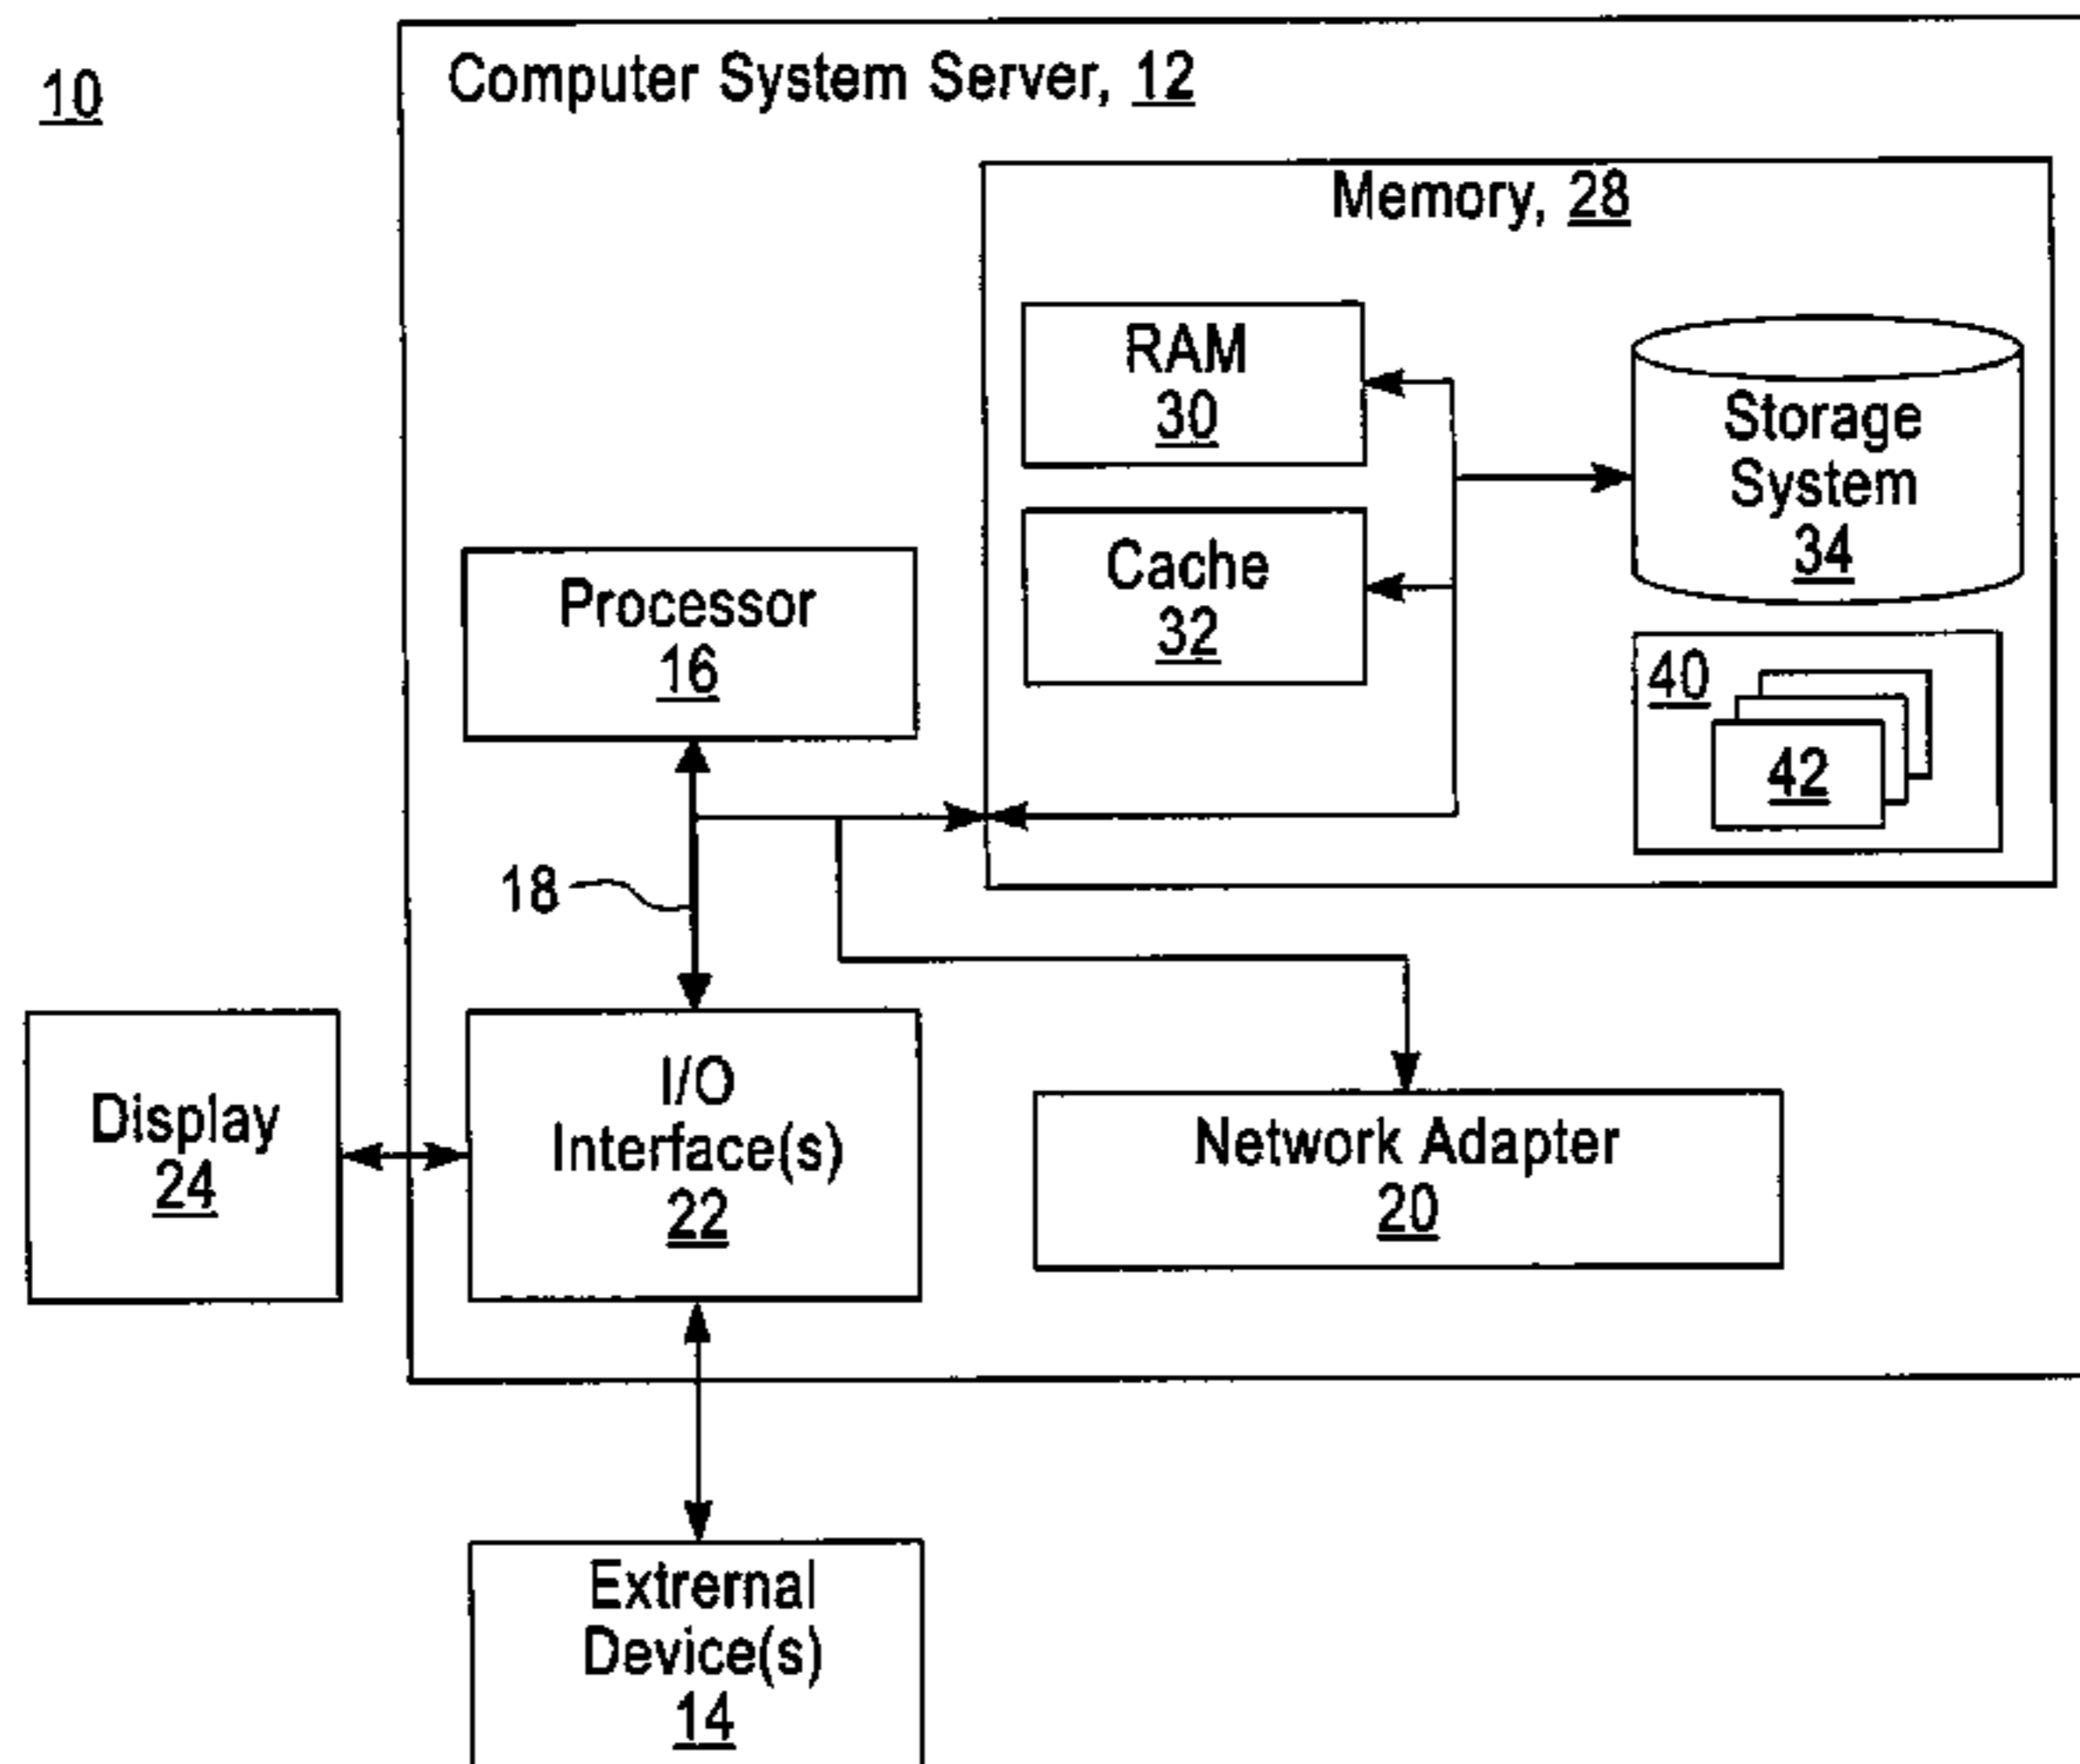 10
Computer System Server, 12
Memory, 28
RAM
30
Storage
System
34
Cache
32
Processor
16
40
42
18
Display
24
I/O
Interface(s)
22
Network Adapter
20
Extrernal
Device(s)
14